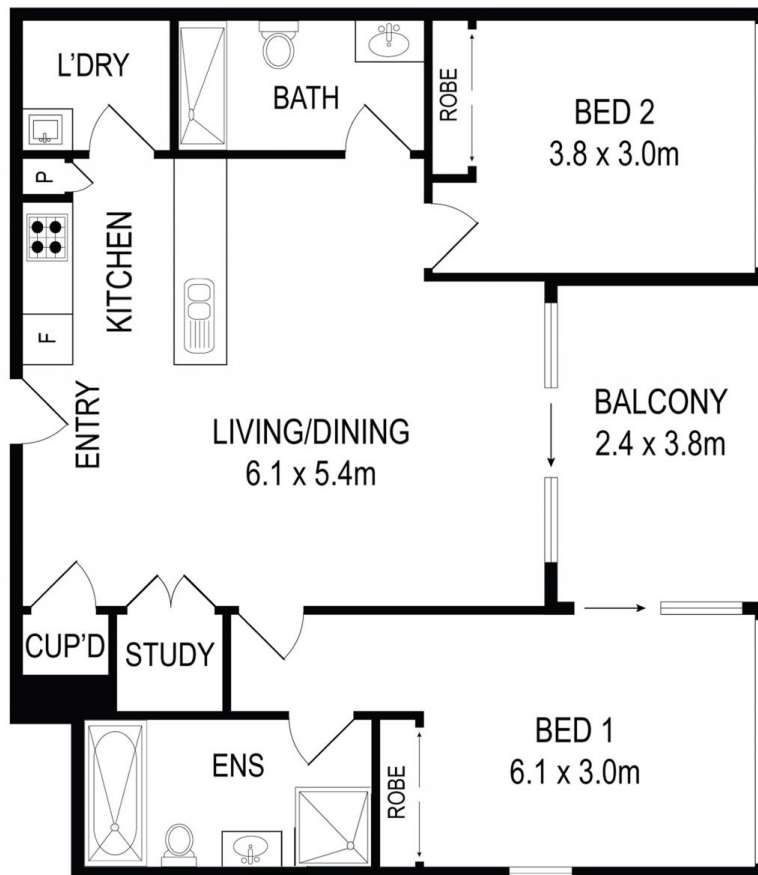 L'DRY
BATH
ROBE
BED 2
3.8 x 3.0m
P
KITCHEN
F
ENTRY
LIVING/DINING
6.1 x 5.4m
BALCONY
2.4 x 3.8m
CUP'D
STUDY
ENS
ROBE
BED 1
6.1 x 3.0m